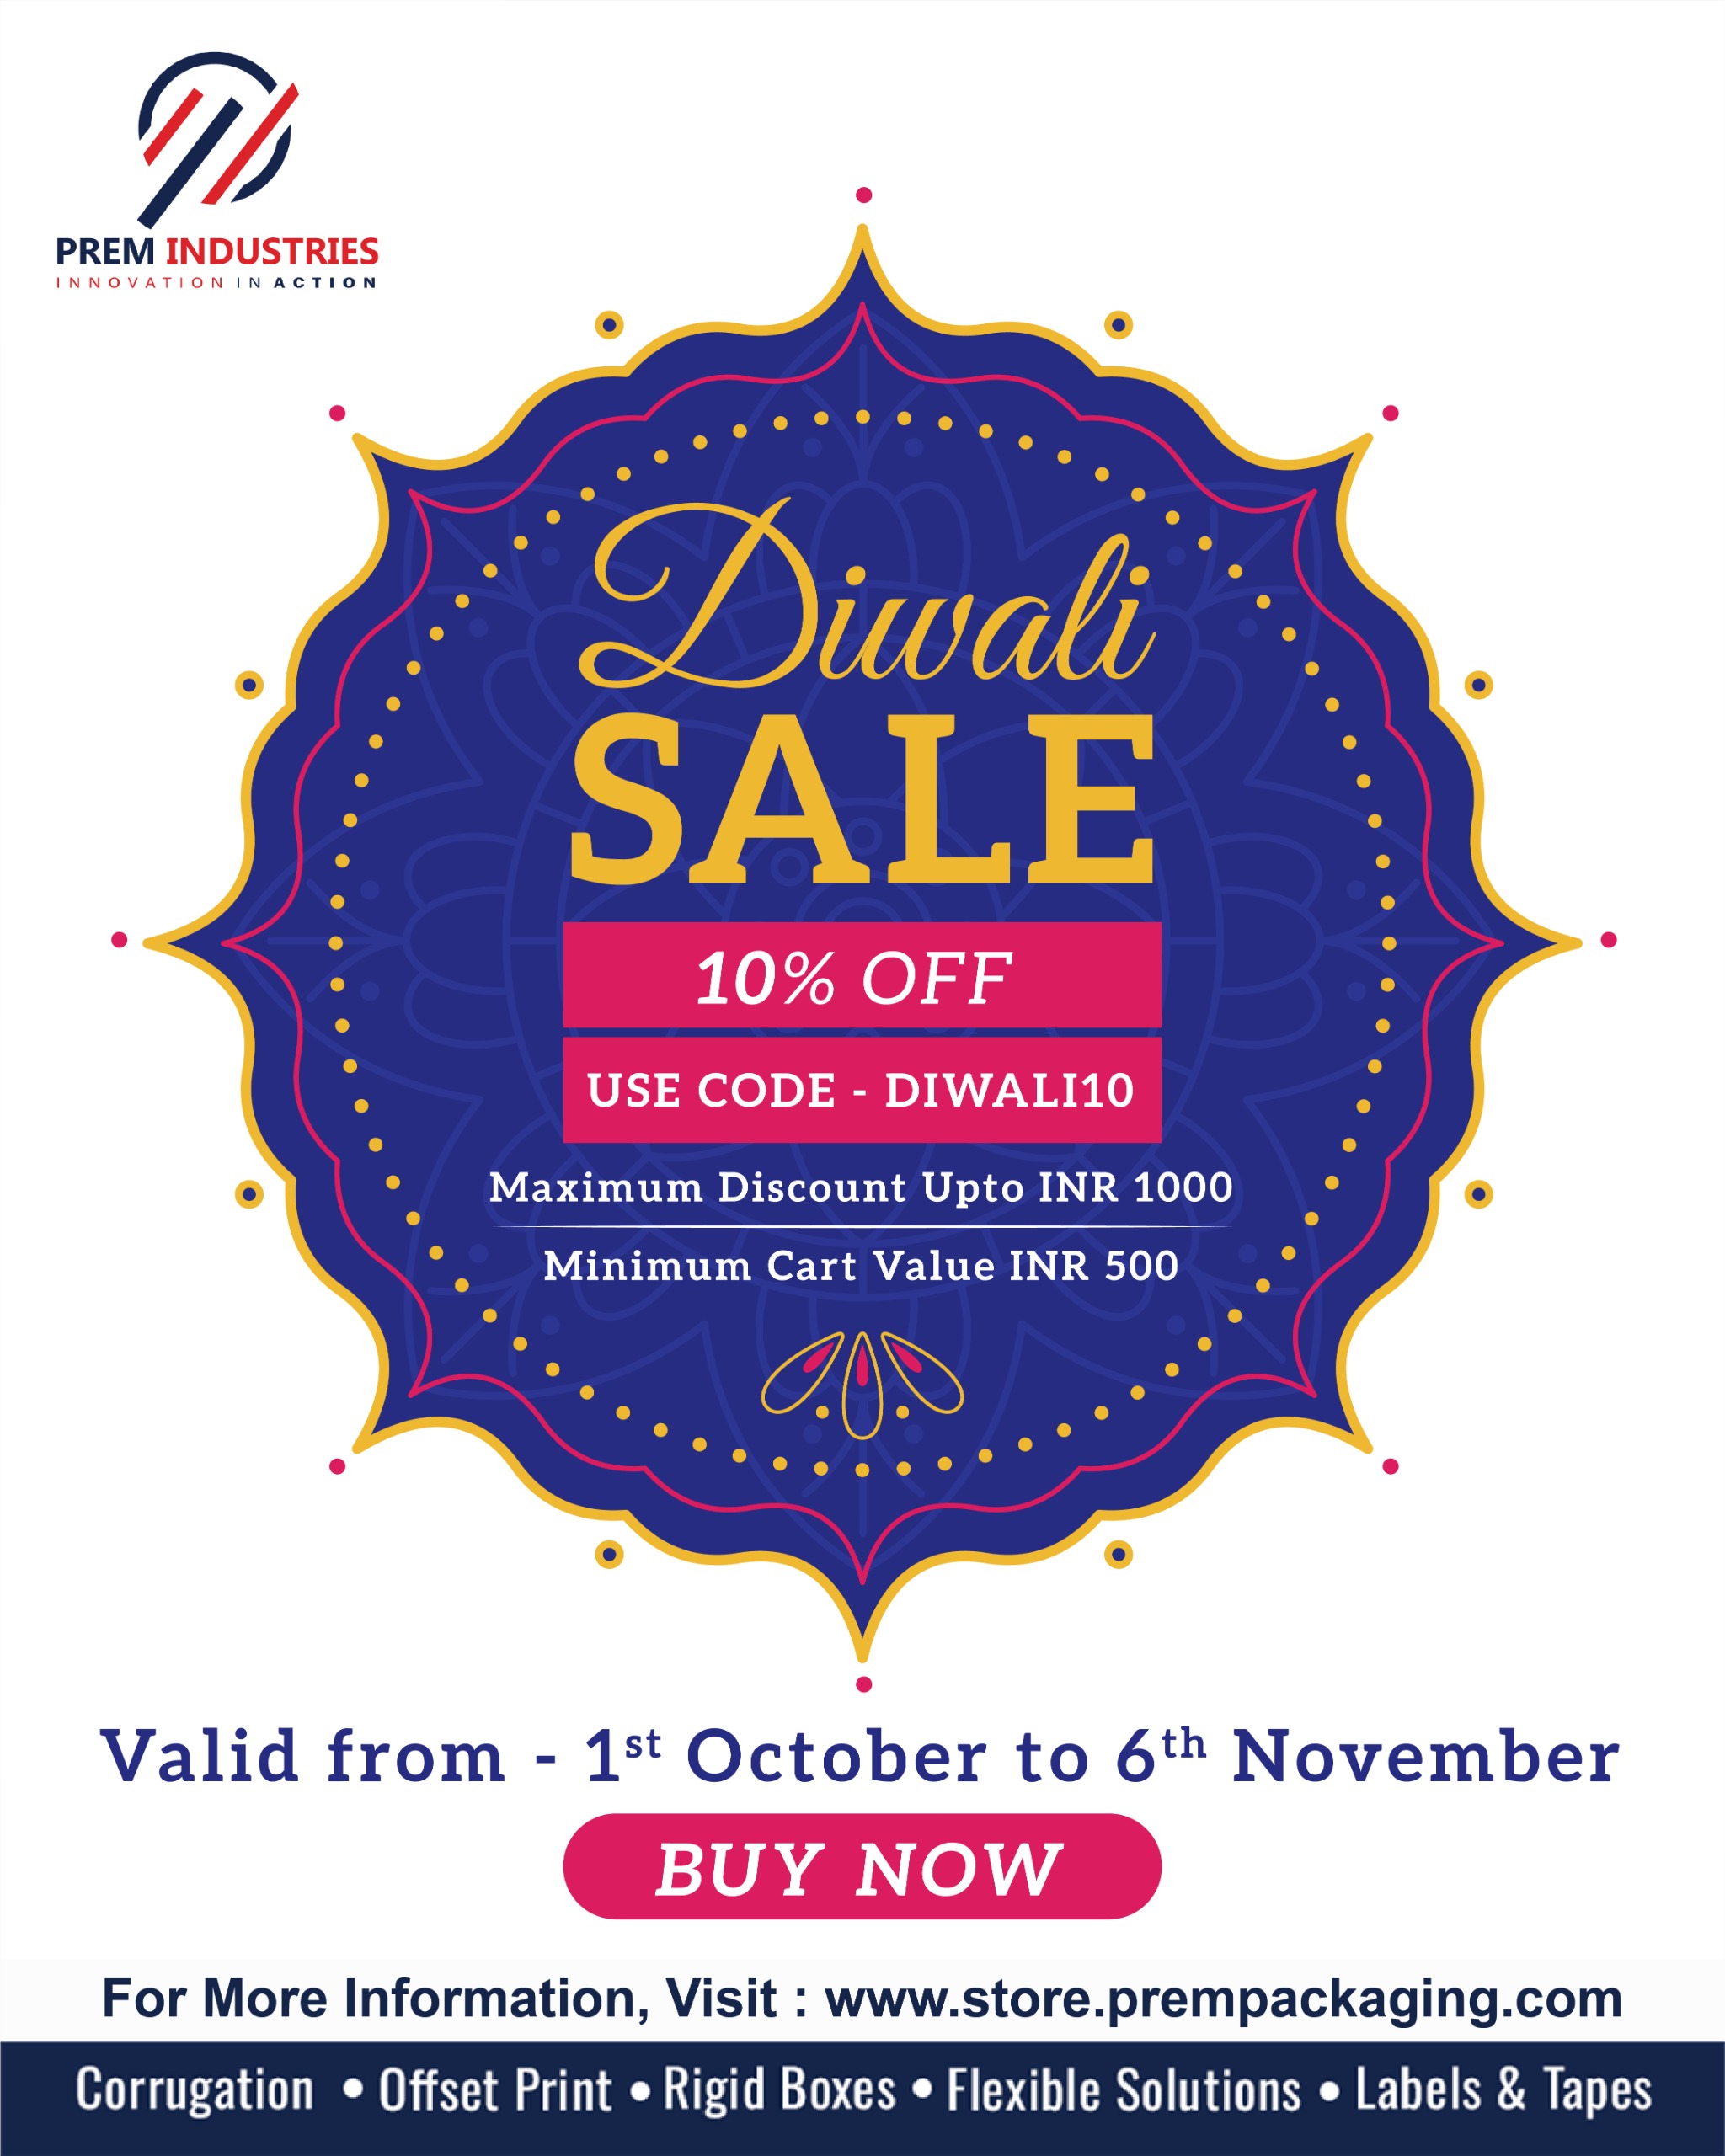 PREM INDUSTRIES
INNOVATION IN ACTION
Diwali
SALE
10% OFF
USE CODE - DIWALI10
Maximum Discount Upto INR 1000
Minimum Cart Value INR 500
Valid from - 1st October to 6th November
BUY NOW
For More Information, Visit : www.store.prempackaging.com
Corrugation • Offset Print • Rigid Boxes • Flexible Solutions • Labels & Tapes